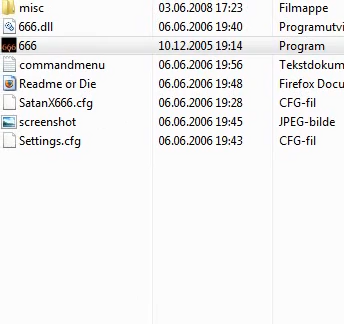 misc 03.06.2008 17:23 Filmappe
666.dll 06.06.2006 19:40 Programutvi
666 10.12.2005 19:14 Program
commandmenu 06.06.2006 19:56 Tekstdokum
Readme or Die 06.06.2006 19:48 Firefox Docu
SatanX666.cfg 06.06.2006 19:28 CFG-fil
screenshot 06.06.2006 19:45 JPEG-bilde
Settings.cfg 06.06.2006 19:43 CFG-fil